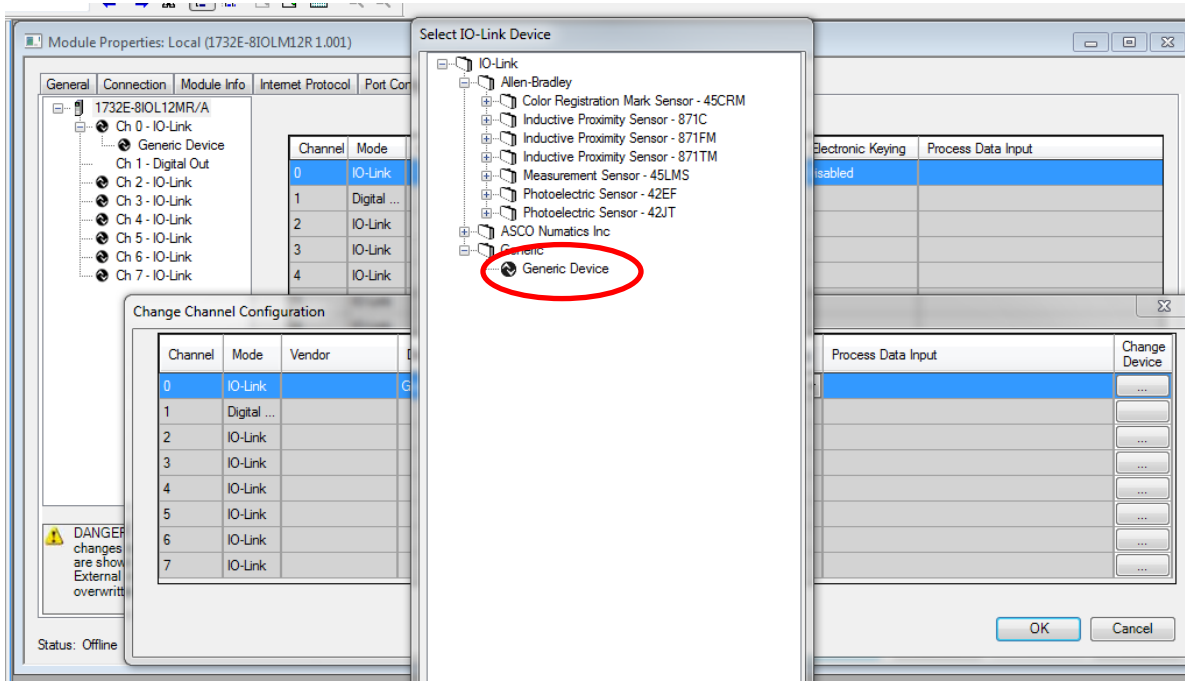 Module Properties: Local (1732E-8IOLM12R 1.001)
Select IO-Link Device
General Connection Module Info Internet Protocol Port Con
1732E-8IOL12MR/A
Ch 0 - IO-Link
Generic Device
Ch 1 - Digital Out
Ch 2 - IO-Link
Ch 3 - IO-Link
Ch 4 - IO-Link
Ch 5 - IO-Link
Ch 6 - IO-Link
Ch 7 - IO-Link
Channel Mode
0 IO-Link
1 Digital ...
2 IO-Link
3 IO-Link
4 IO-Link
IO-Link
Allen-Bradley
Color Registration Mark Sensor - 45CRM
Inductive Proximity Sensor - 871C
Inductive Proximity Sensor - 871FM
Inductive Proximity Sensor - 871TM
Measurement Sensor - 45LMS
Photoelectric Sensor - 42EF
Photoelectric Sensor - 42JT
ASCO Numatics Inc
Generic
Generic Device
Electronic Keying Process Data Input
isabled
Change Channel Configuration
Channel Mode Vendor D Process Data Input Change
Device
0 IO-Link G ...
1 Digital ...
2 IO-Link ...
3 IO-Link ...
4 IO-Link ...
5 IO-Link ...
6 IO-Link ...
7 IO-Link ...
DANGER
changes
are show
External
overwritt
OK Cancel
Status: Offline